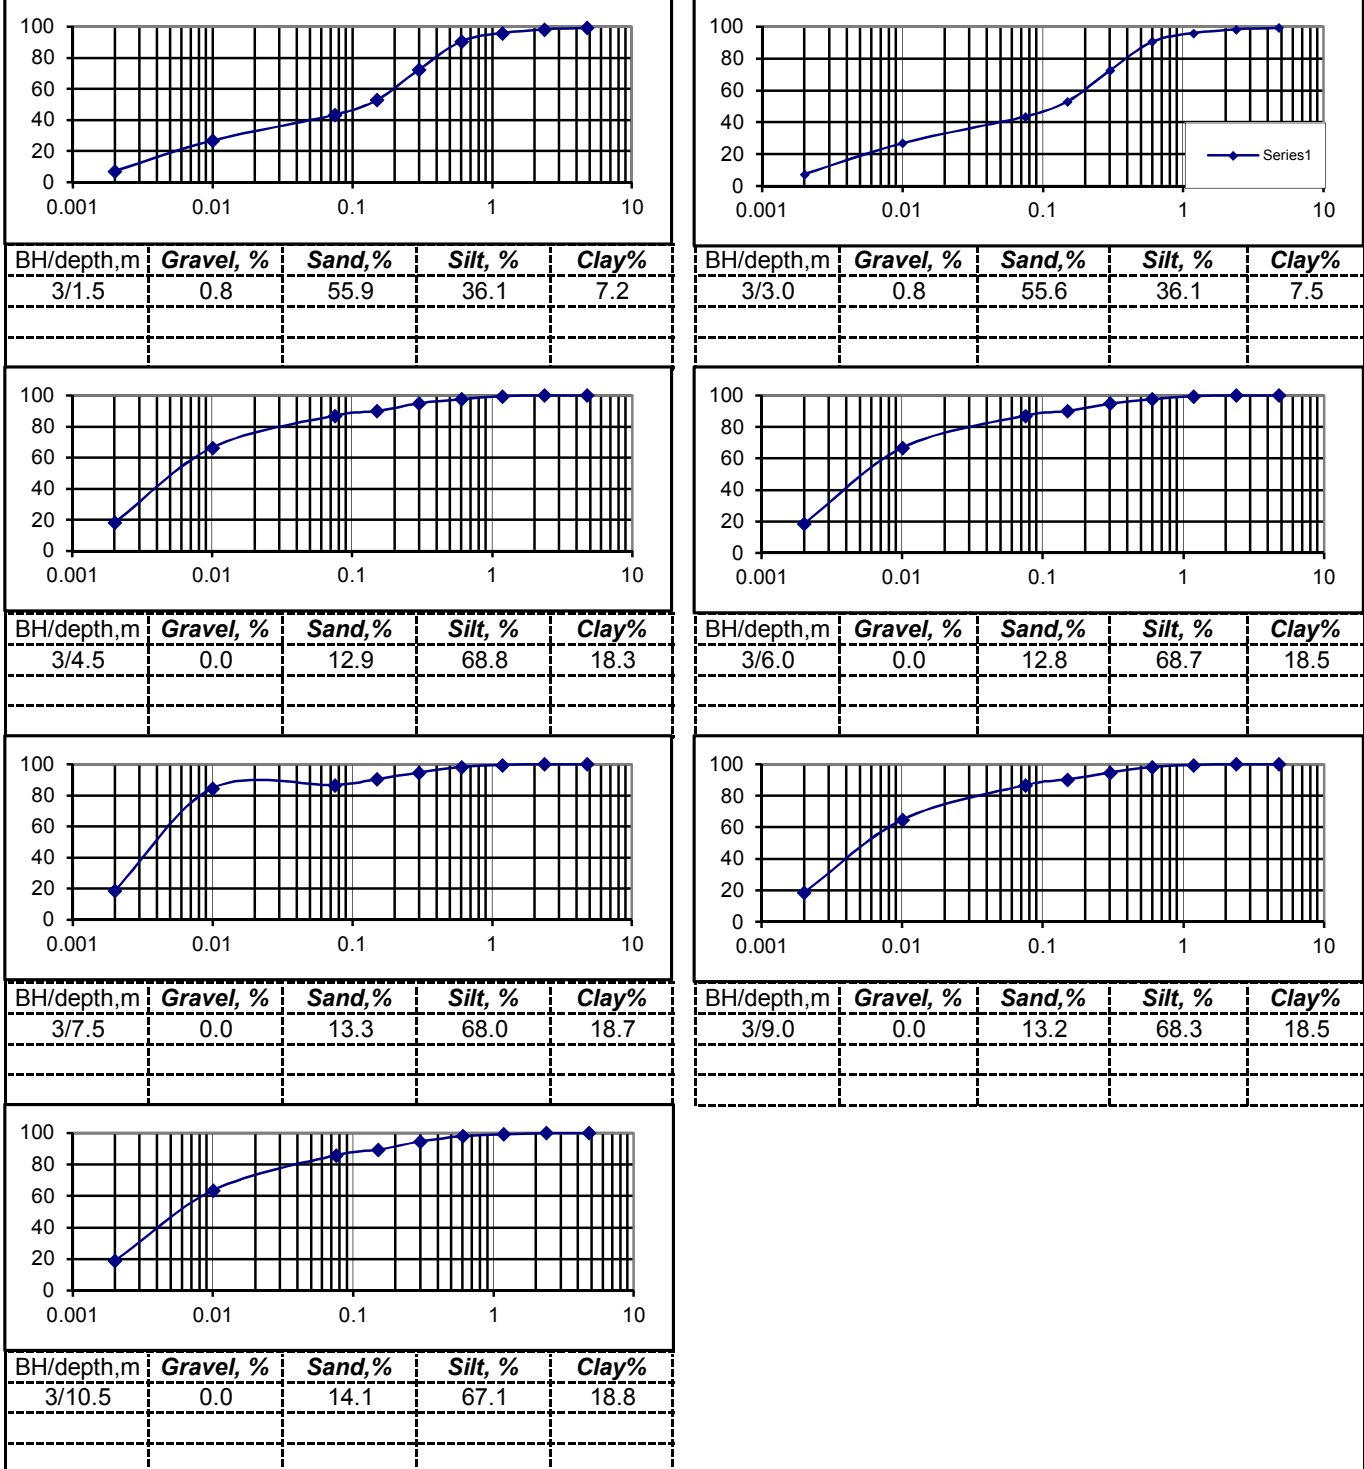 100
80
60
40
20
0
0.001 0.01 0.1 1 10
BH/depth,m Gravel, % Sand,% Silt, % Clay%
3/1.5 0.8 55.9 36.1 7.2
100
80
60
40
20
0
0.001 0.01 0.1 1 10
Series1
BH/depth,m Gravel, % Sand,% Silt, % Clay%
3/3.0 0.8 55.6 36.1 7.5
100
80
60
40
20
0
0.001 0.01 0.1 1 10
BH/depth,m Gravel, % Sand,% Silt, % Clay%
3/4.5 0.0 12.9 68.8 18.3
100
80
60
40
20
0
0.001 0.01 0.1 1 10
BH/depth,m Gravel, % Sand,% Silt, % Clay%
3/6.0 0.0 12.8 68.7 18.5
100
80
60
40
20
0
0.001 0.01 0.1 1 10
BH/depth,m Gravel, % Sand,% Silt, % Clay%
3/7.5 0.0 13.3 68.0 18.7
100
80
60
40
20
0
0.001 0.01 0.1 1 10
BH/depth,m Gravel, % Sand,% Silt, % Clay%
3/9.0 0.0 13.2 68.3 18.5
100
80
60
40
20
0
0.001 0.01 0.1 1 10
BH/depth,m Gravel, % Sand,% Silt, % Clay%
3/10.5 0.0 14.1 67.1 18.8